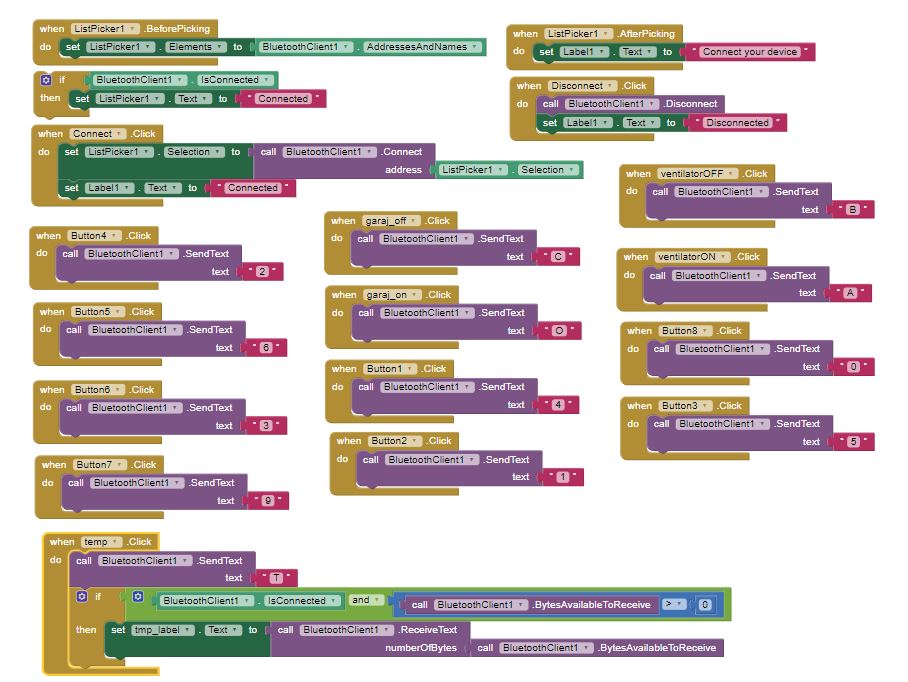 when ListPicker1 .BeforePicking
do set ListPicker1 . Elements to BluetoothClient1 . AddressesAndNames
if BluetoothClient1 . IsConnected
then set ListPicker1 . Text to " Connected "
when Connect .Click
do set ListPicker1 . Selection to call BluetoothClient1 .Connect
address ListPicker1 . Selection
set Label1 . Text to " Connected "
when ListPicker1 .AfterPicking
do set Label1 . Text to " Connect your device "
when Disconnect .Click
do call BluetoothClient1 .Disconnect
set Label1 . Text to " Disconnected "
when Button4 .Click
do call BluetoothClient1 .SendText
text " 2 "
when Button5 .Click
do call BluetoothClient1 .SendText
text " 6 "
when Button6 .Click
do call BluetoothClient1 .SendText
text " 3 "
when Button7 .Click
do call BluetoothClient1 .SendText
text " 9 "
when garaj_off .Click
do call BluetoothClient1 .SendText
text " C "
when garaj_on .Click
do call BluetoothClient1 .SendText
text " O "
when Button1 .Click
do call BluetoothClient1 .SendText
text " 4 "
when Button2 .Click
do call BluetoothClient1 .SendText
text " 1 "
when ventilatorOFF .Click
do call BluetoothClient1 .SendText
text " B "
when ventilatorON .Click
do call BluetoothClient1 .SendText
text " A "
when Button8 .Click
do call BluetoothClient1 .SendText
text " 0 "
when Button3 .Click
do call BluetoothClient1 .SendText
text " 5 "
when temp .Click
do call BluetoothClient1 .SendText
text " T "
if BluetoothClient1 . IsConnected and call BluetoothClient1 .BytesAvailableToReceive > 0
then set tmp_label . Text to call BluetoothClient1 .ReceiveText
numberOfBytes call BluetoothClient1 .BytesAvailableToReceive